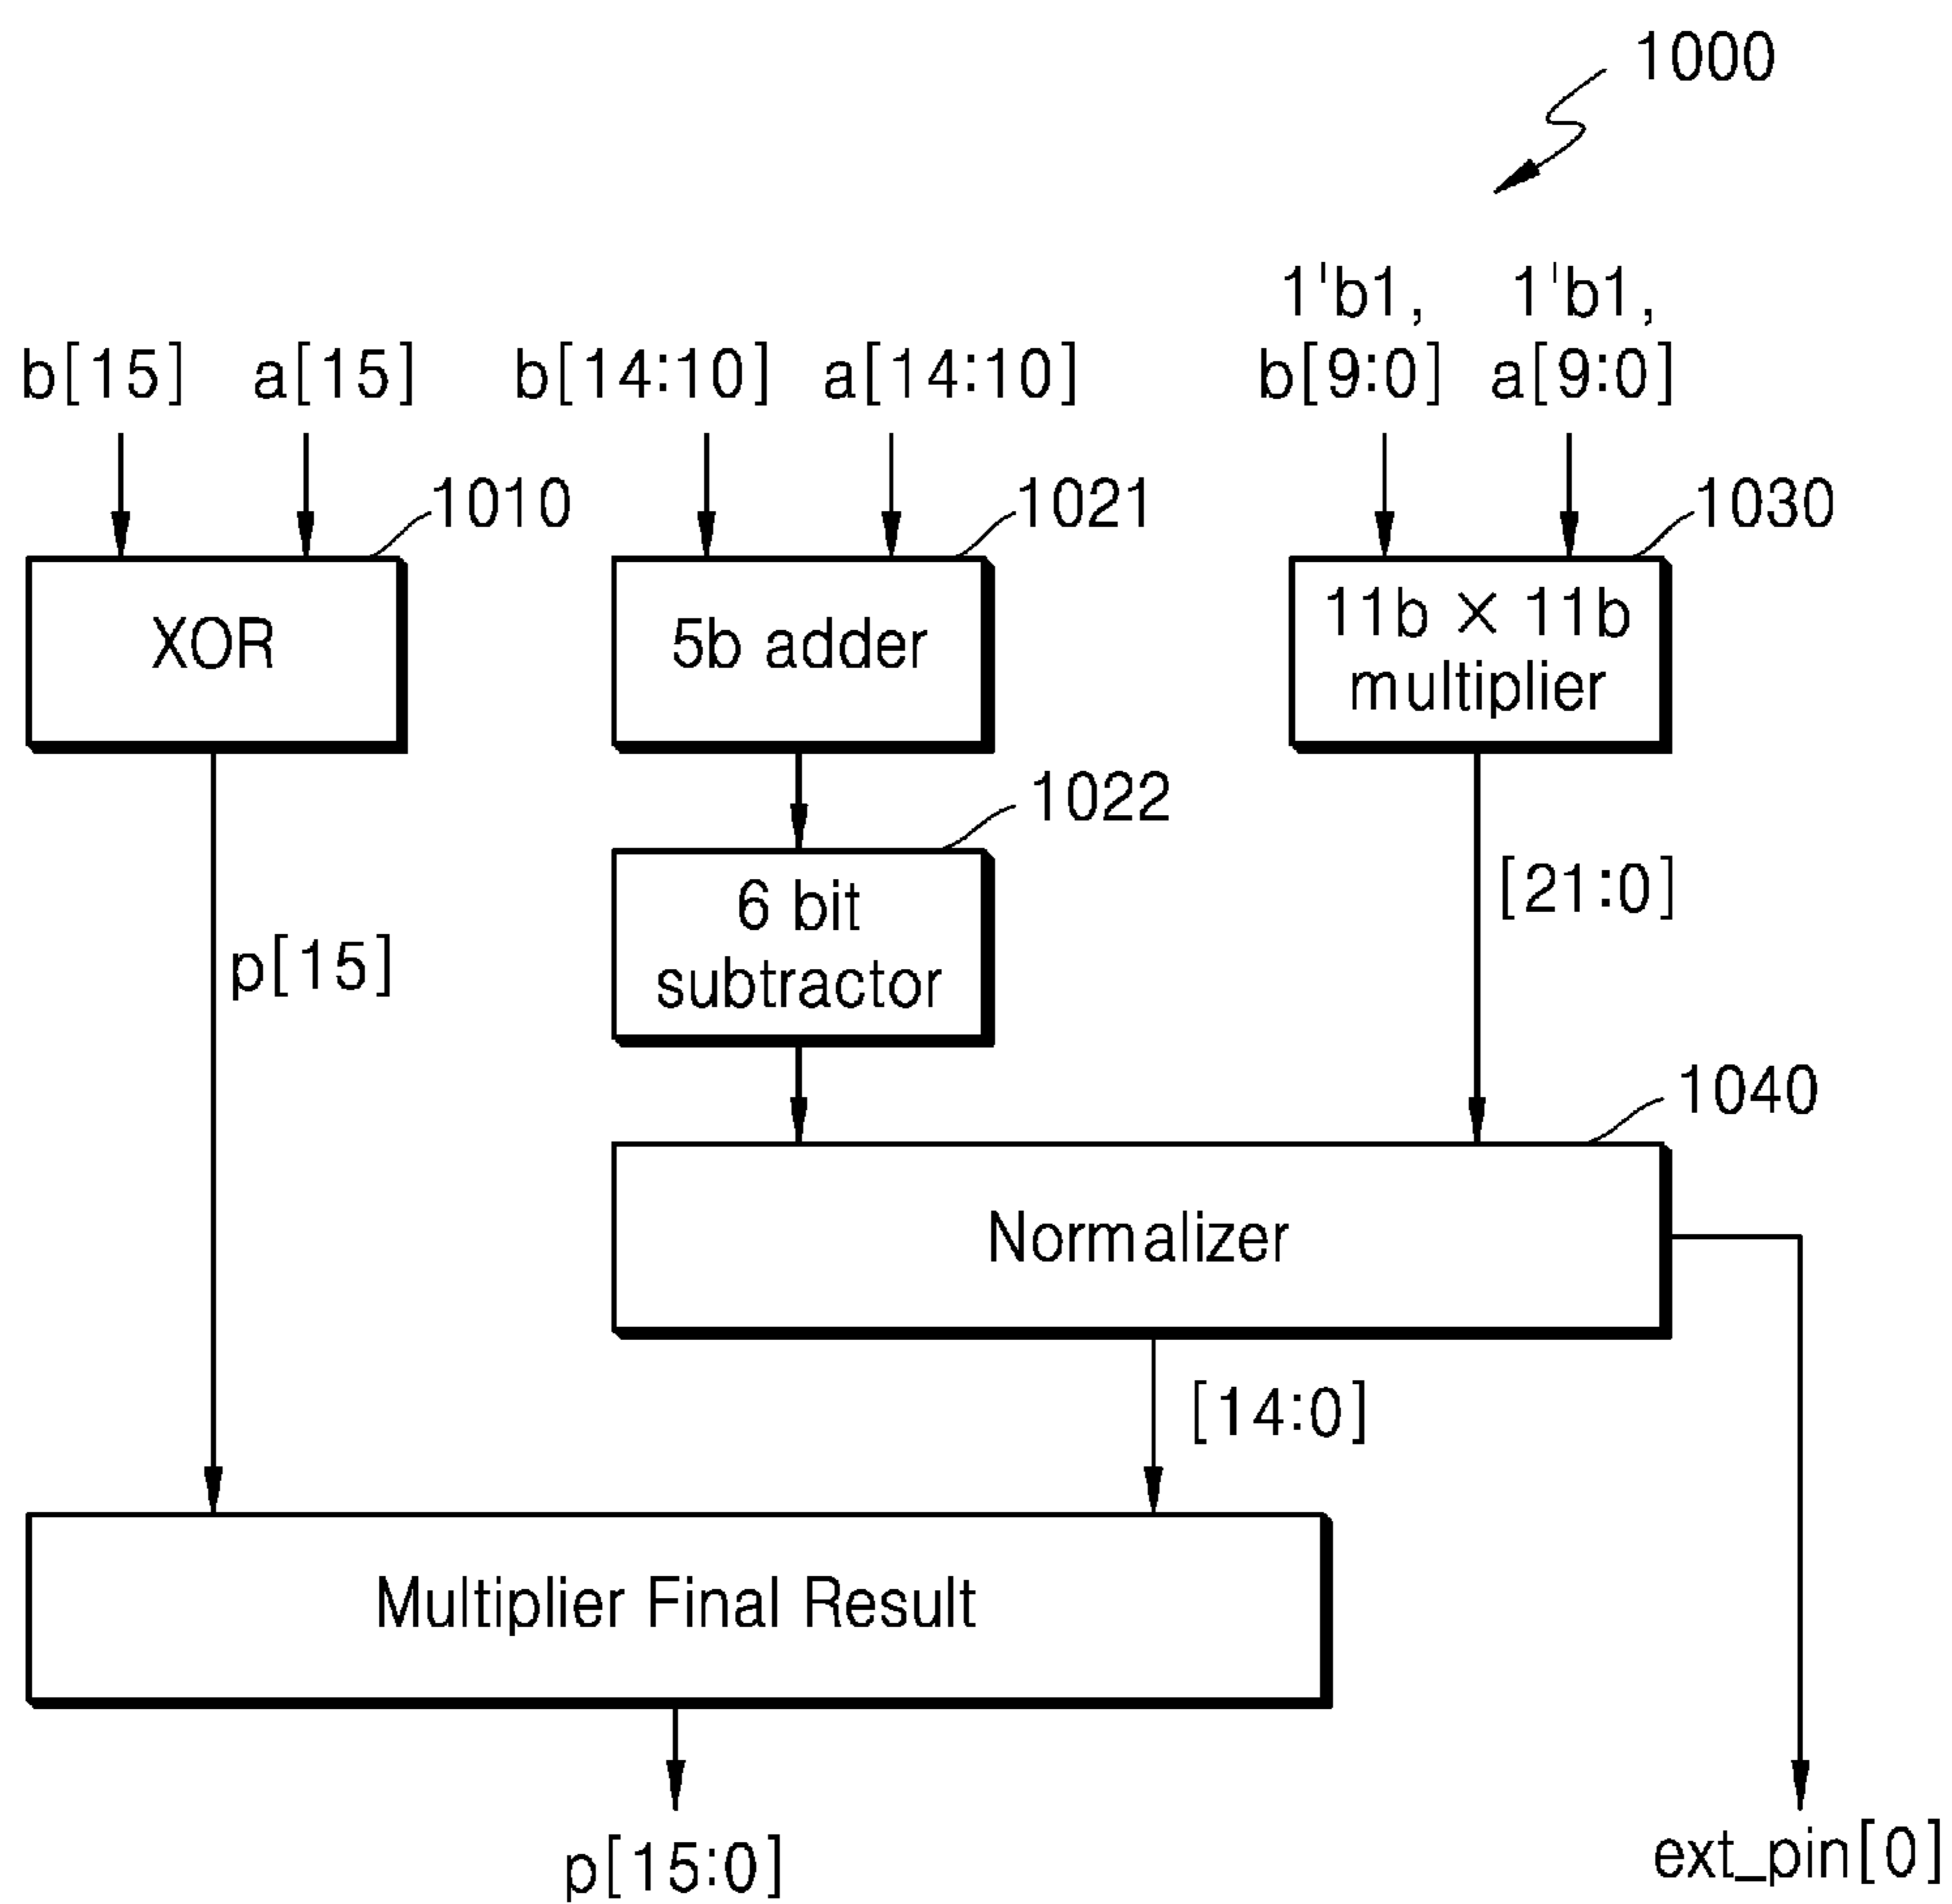 1000
1'b1, 1'b1,
b[15] a[15] b[14:10] a[14:10] b[9:0] a[9:0]
1010 1021 1030
XOR
5b adder
11b × 11b
multiplier
1022
6 bit
subtractor
[21:0]
p[15]
1040
Normalizer
[14:0]
Multiplier Final Result
p[15:0]
ext_pin[0]